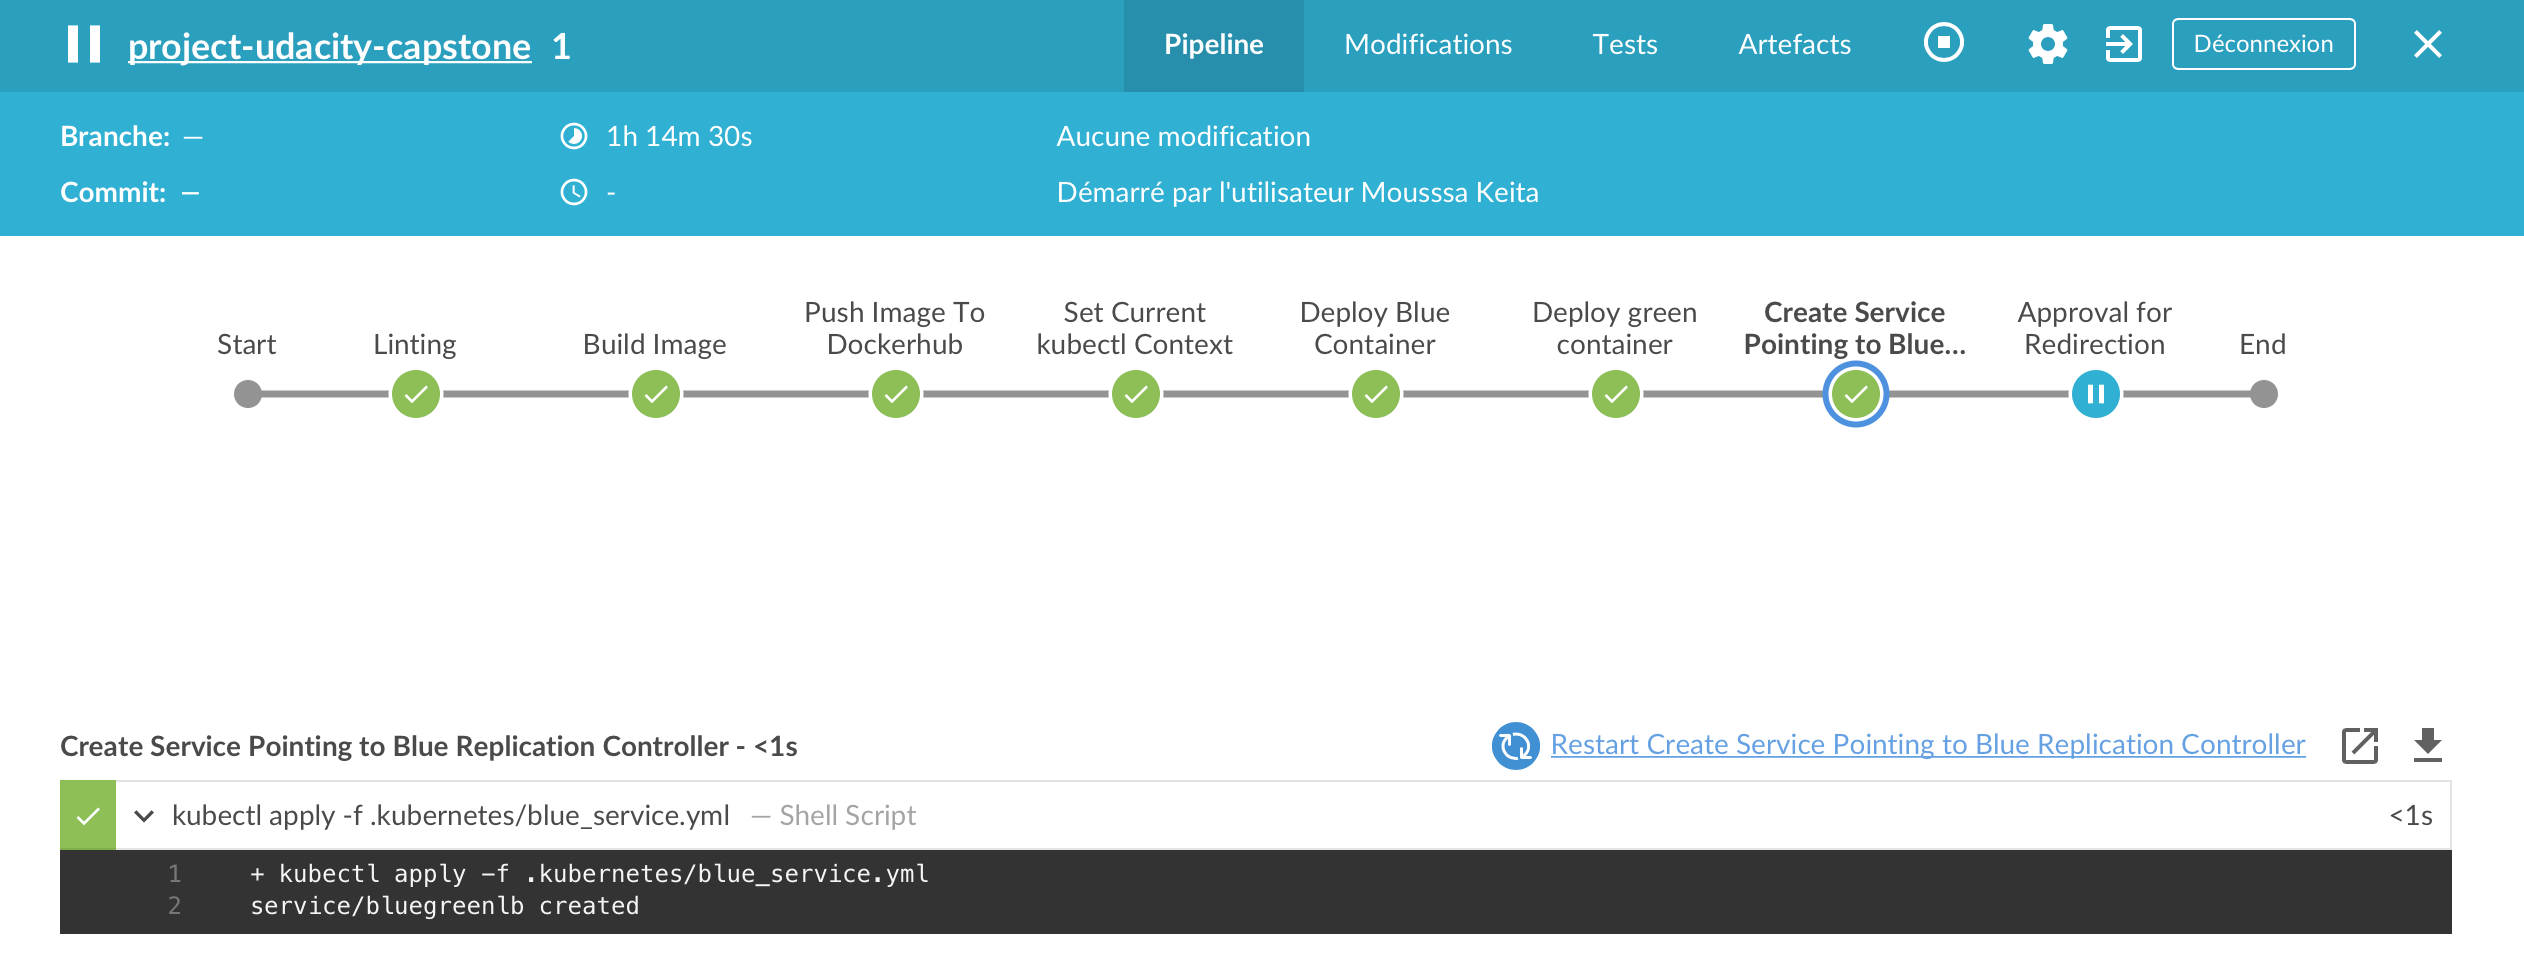 project-udacity-capstone 1
Pipeline
Modifications
Tests
Artefacts
Déconnexion
Branche: —
1h 14m 30s
Aucune modification
Commit: —
-
Démarré par l'utilisateur Mousssa Keita
Start
Linting
Build Image
Push Image To
Dockerhub
Set Current
kubectl Context
Deploy Blue
Container
Deploy green
container
Create Service
Pointing to Blue...
Approval for
Redirection
End
Create Service Pointing to Blue Replication Controller - <1s
Restart Create Service Pointing to Blue Replication Controller
kubectl apply -f .kubernetes/blue_service.yml — Shell Script
<1s
1 + kubectl apply -f .kubernetes/blue_service.yml
2 service/bluegreenlb created